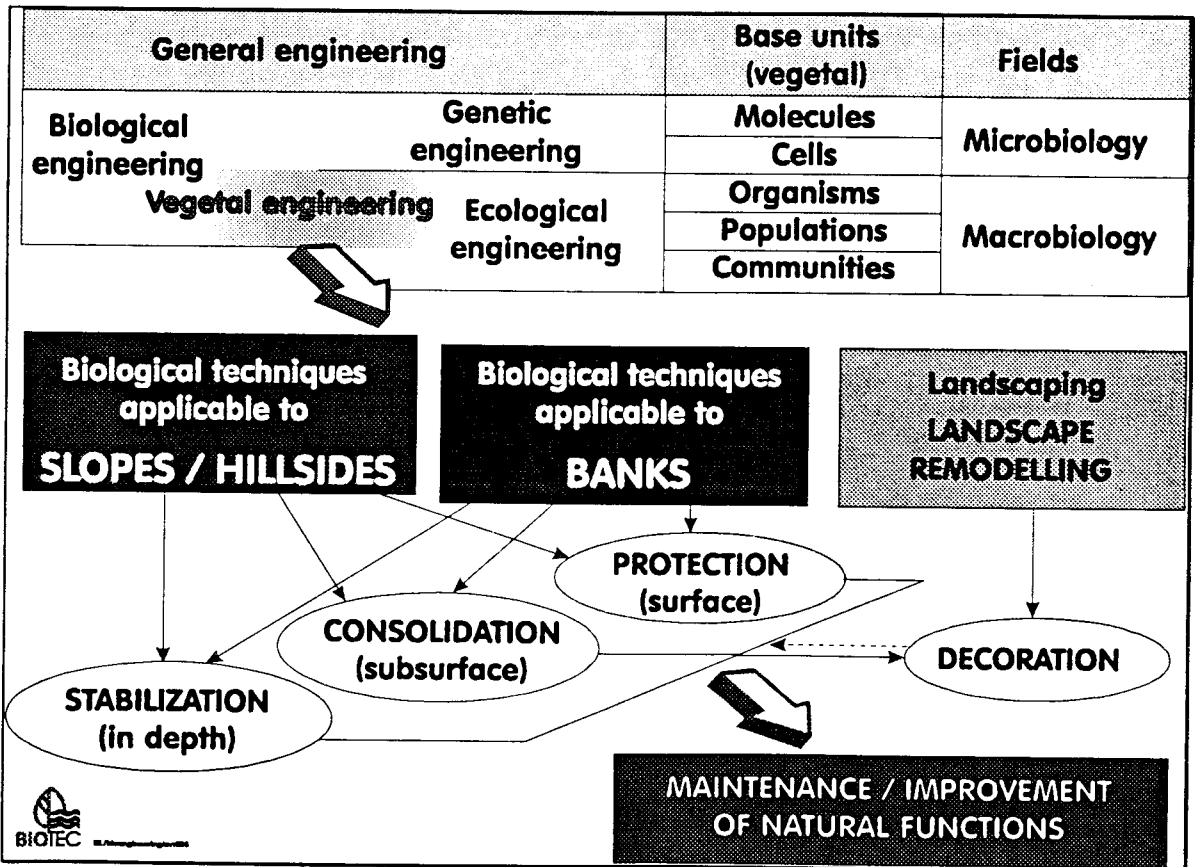 General engineering
Base units
(vegetal)
Fields
Biological
engineering
Genetic
engineering
Molecules
Cells
Microbiology
Vegetal engineering
Ecological
engineering
Organisms
Populations
Communities
Macrobiology
Biological techniques
applicable to
SLOPES / HILLSIDES
Biological techniques
applicable to
BANKS
Landscaping
LANDSCAPE
REMODELLING
PROTECTION
(surface)
CONSOLIDATION
(subsurface)
DECORATION
STABILIZATION
(in depth)
MAINTENANCE / IMPROVEMENT
OF NATURAL FUNCTIONS
BIOTEC